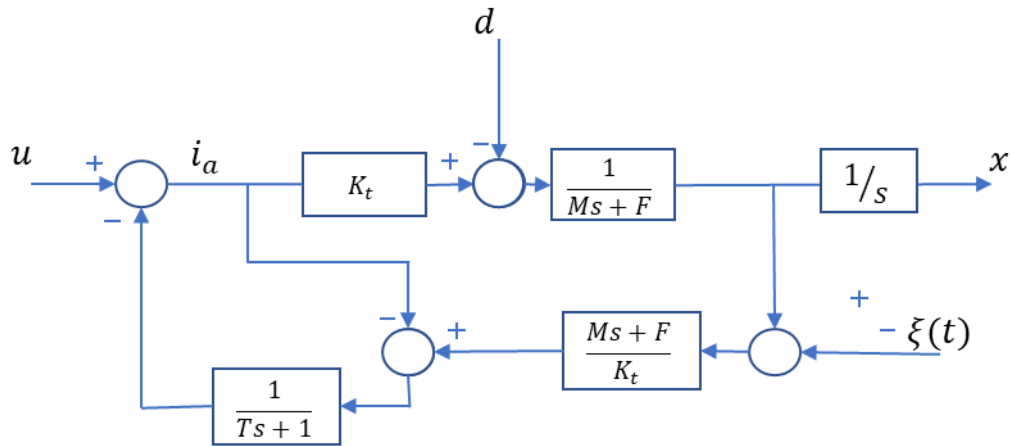 d
u + − i_a K_t + − 1/(Ms + F) 1/s x
− + (Ms + F)/K_t + − ξ(t)
1/(Ts + 1)